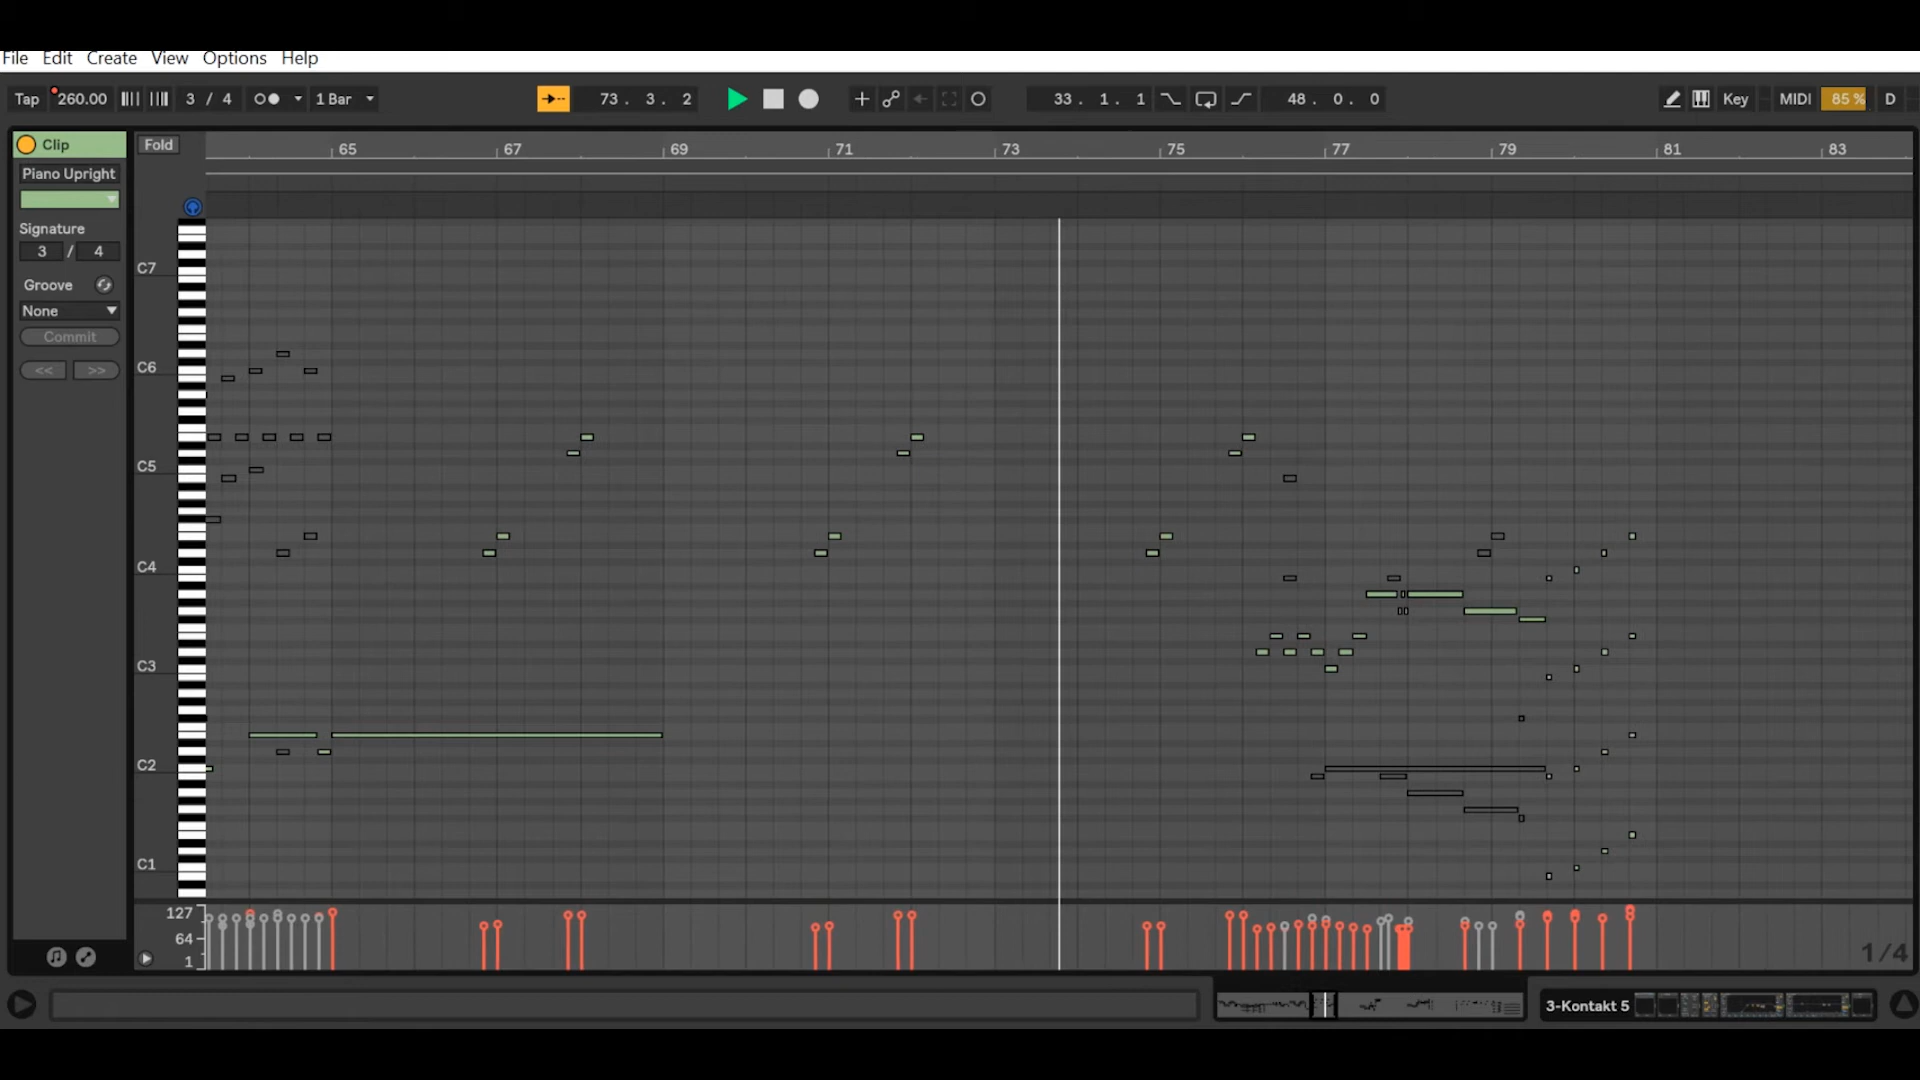 File Edit Create View Options Help
Tap 260.00 3 / 4 1 Bar 73. 3. 2 33. 1. 1 48. 0. 0 Key MIDI 85 % D
Clip Fold 65 67 69 71 73 75 77 79 81 83
Piano Upright
Signature
3 / 4
C7
Groove
None
Commit
<< >>
C6
C5
C4
C3
C2
C1
127
64
1
1/4
3-Kontakt 5